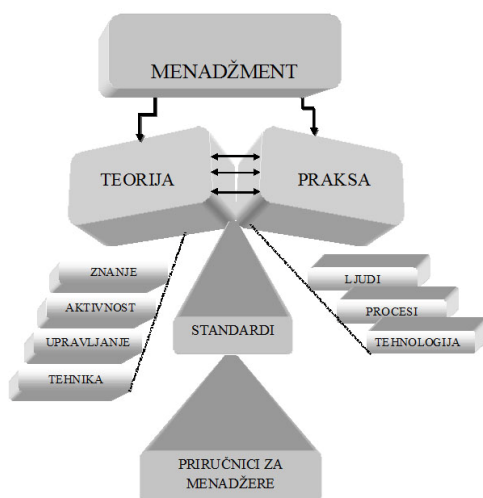 MENADŽMENT
TEORIJA
PRAKSA
ZNANJE
AKTIVNOST
UPRAVLJANJE
TEHNIKA
LJUDI
PROCESI
TEHNOLOGIJA
STANDARDI
PRIRUČNICI ZA
MENADŽERE